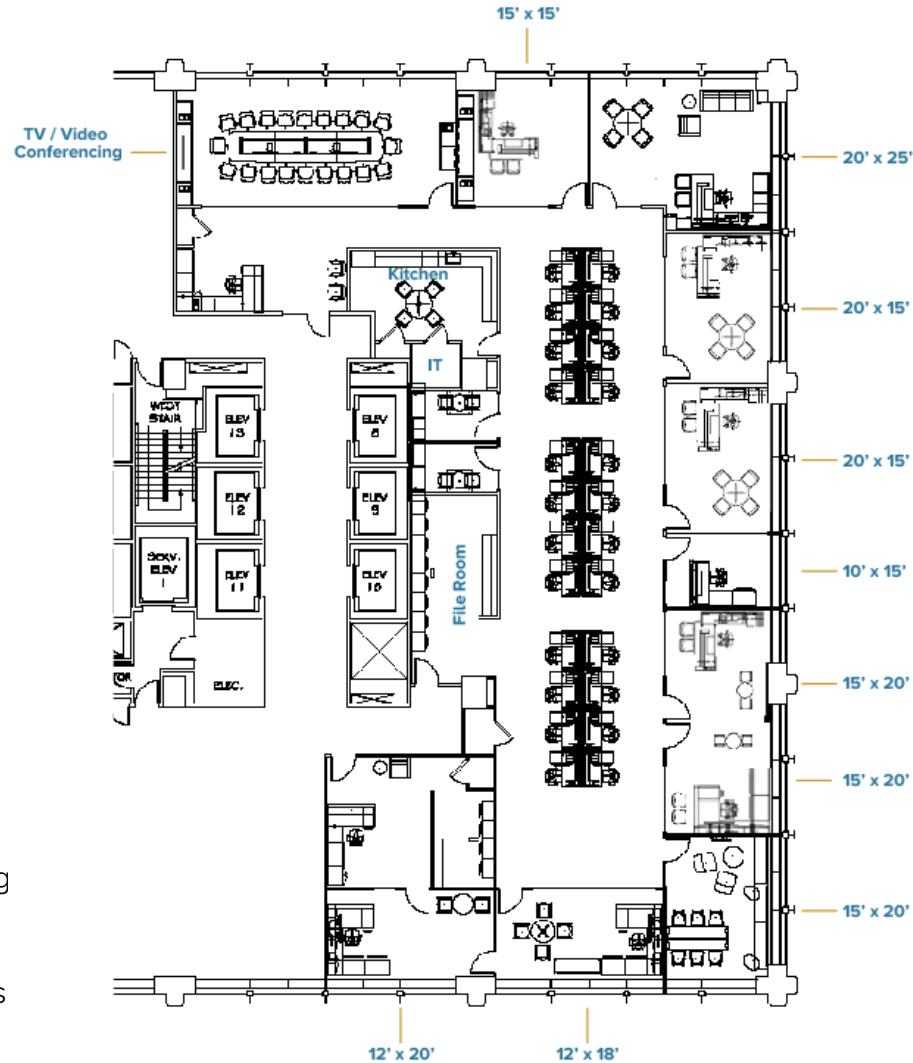 15' x 15'
TV / Video
Conferencing
20' x 25'
Kitchen
20' x 15'
IT
WEST
STAIR
ELEV
13
ELEV
12
ELEV
9
20' x 15'
SERV.
ELEV
1
ELEV
11
ELEV
10
File Room
10' x 15'
ELEC.
15' x 20'
15' x 20'
g
15' x 20'
s
12' x 20'
12' x 18'